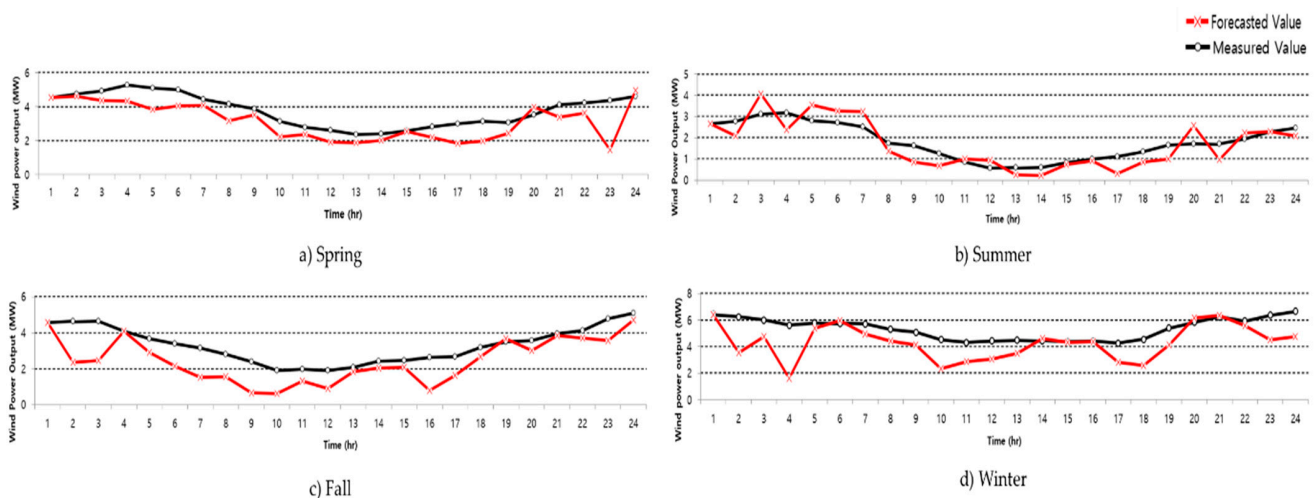 Forecasted Value
Measured Value
Wind power output (MW)
6
4
2
0
1 2 3 4 5 6 7 8 9 10 11 12 13 14 15 16 17 18 19 20 21 22 23 24
Time (hr)
a) Spring
Wind Power Output (MW)
5
4
3
2
1
0
1 2 3 4 5 6 7 8 9 10 11 12 13 14 15 16 17 18 19 20 21 22 23 24
Time (hr)
b) Summer
Wind Power Output (MW)
6
4
2
0
1 2 3 4 5 6 7 8 9 10 11 12 13 14 15 16 17 18 19 20 21 22 23 24
Time (hr)
c) Fall
Wind power output (MW)
8
6
4
2
0
1 2 3 4 5 6 7 8 9 10 11 12 13 14 15 16 17 18 19 20 21 22 23 24
Time (hr)
d) Winter